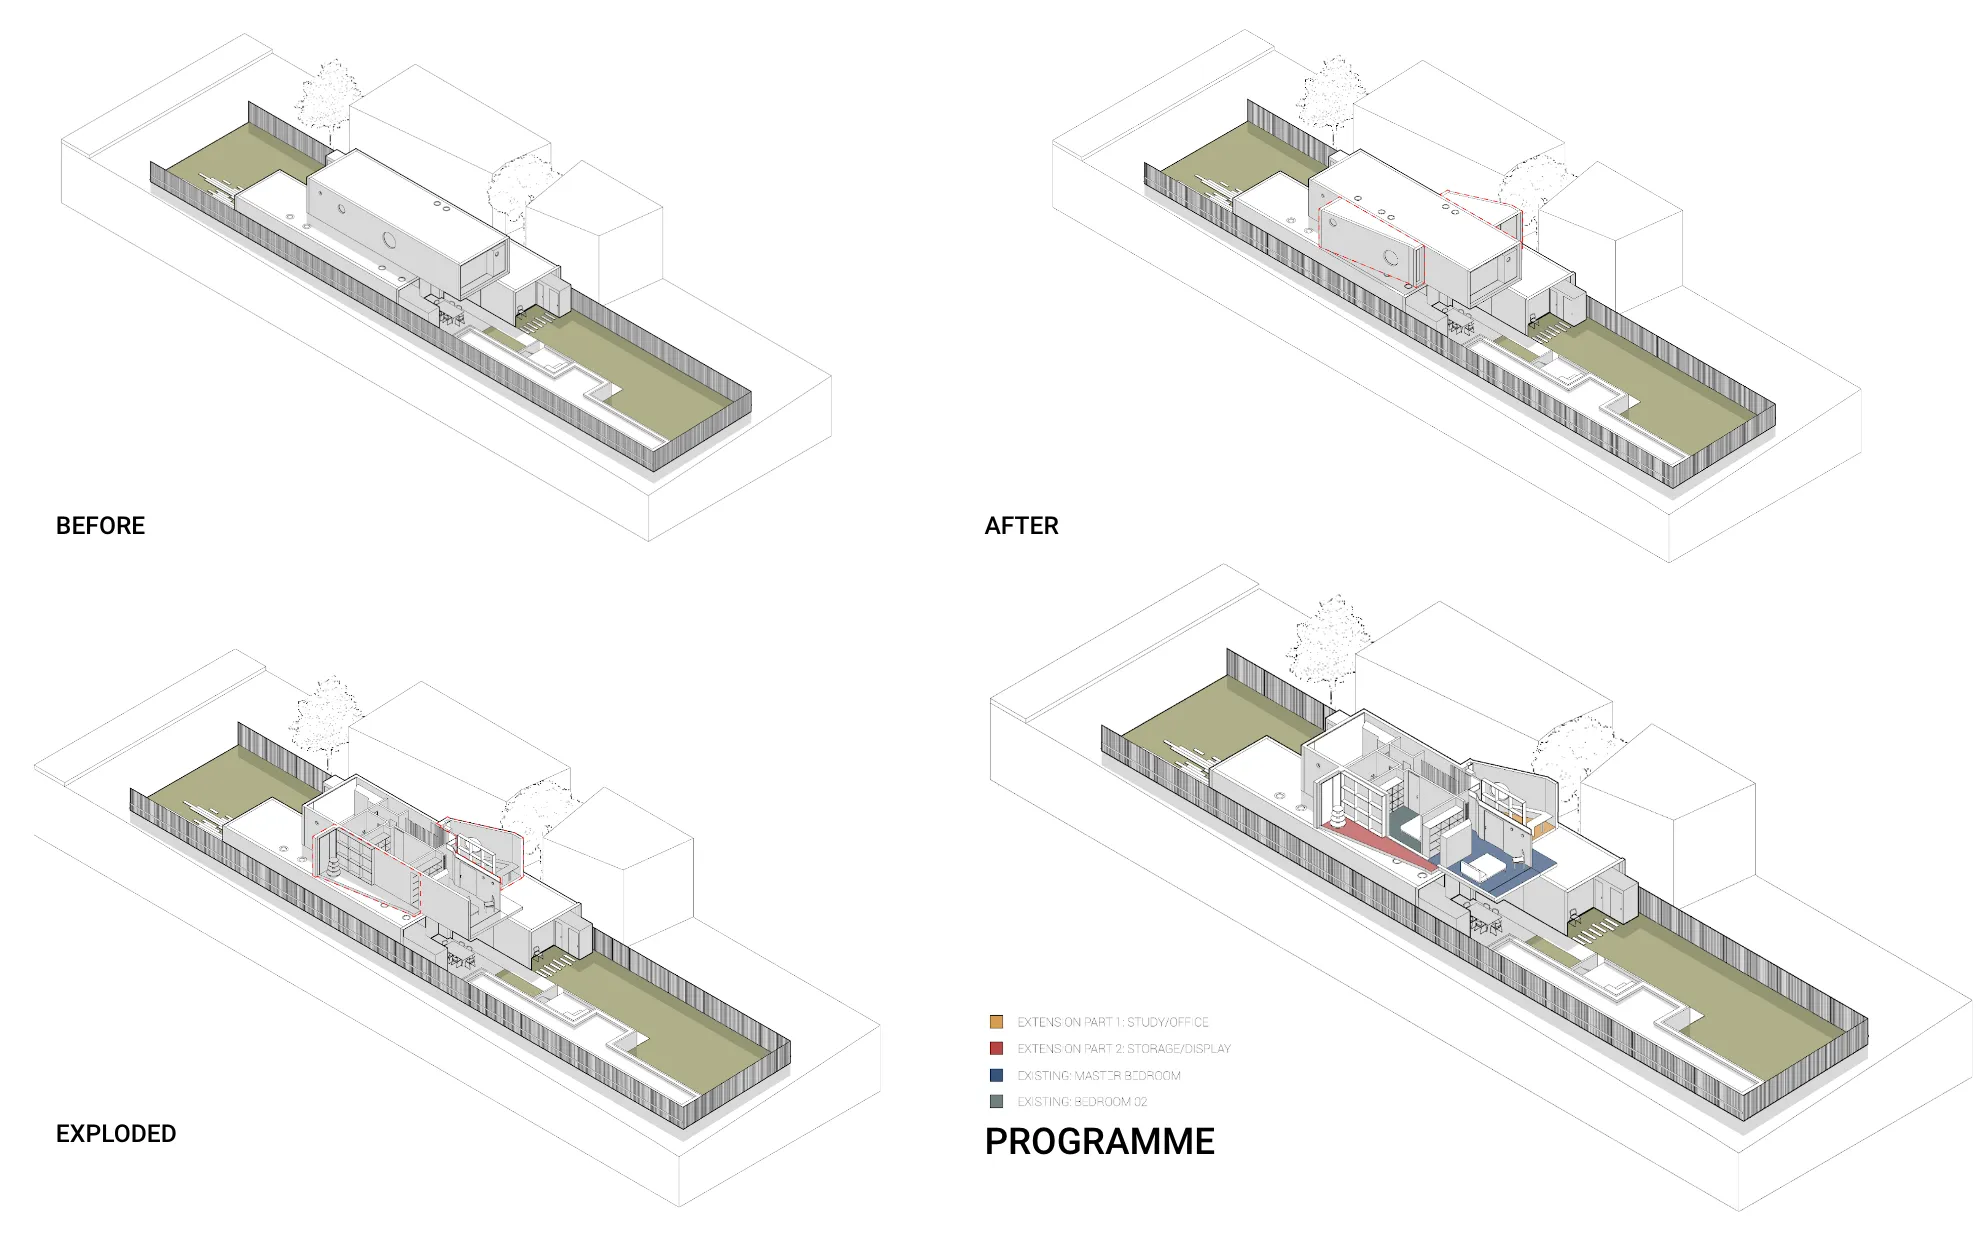 BEFORE
AFTER
EXPLODED
EXTENSION PART 1: STUDY/OFFICE
EXTENSION PART 2: STORAGE/DISPLAY
EXISTING: MASTER BEDROOM
EXISTING: BEDROOM 02
PROGRAMME